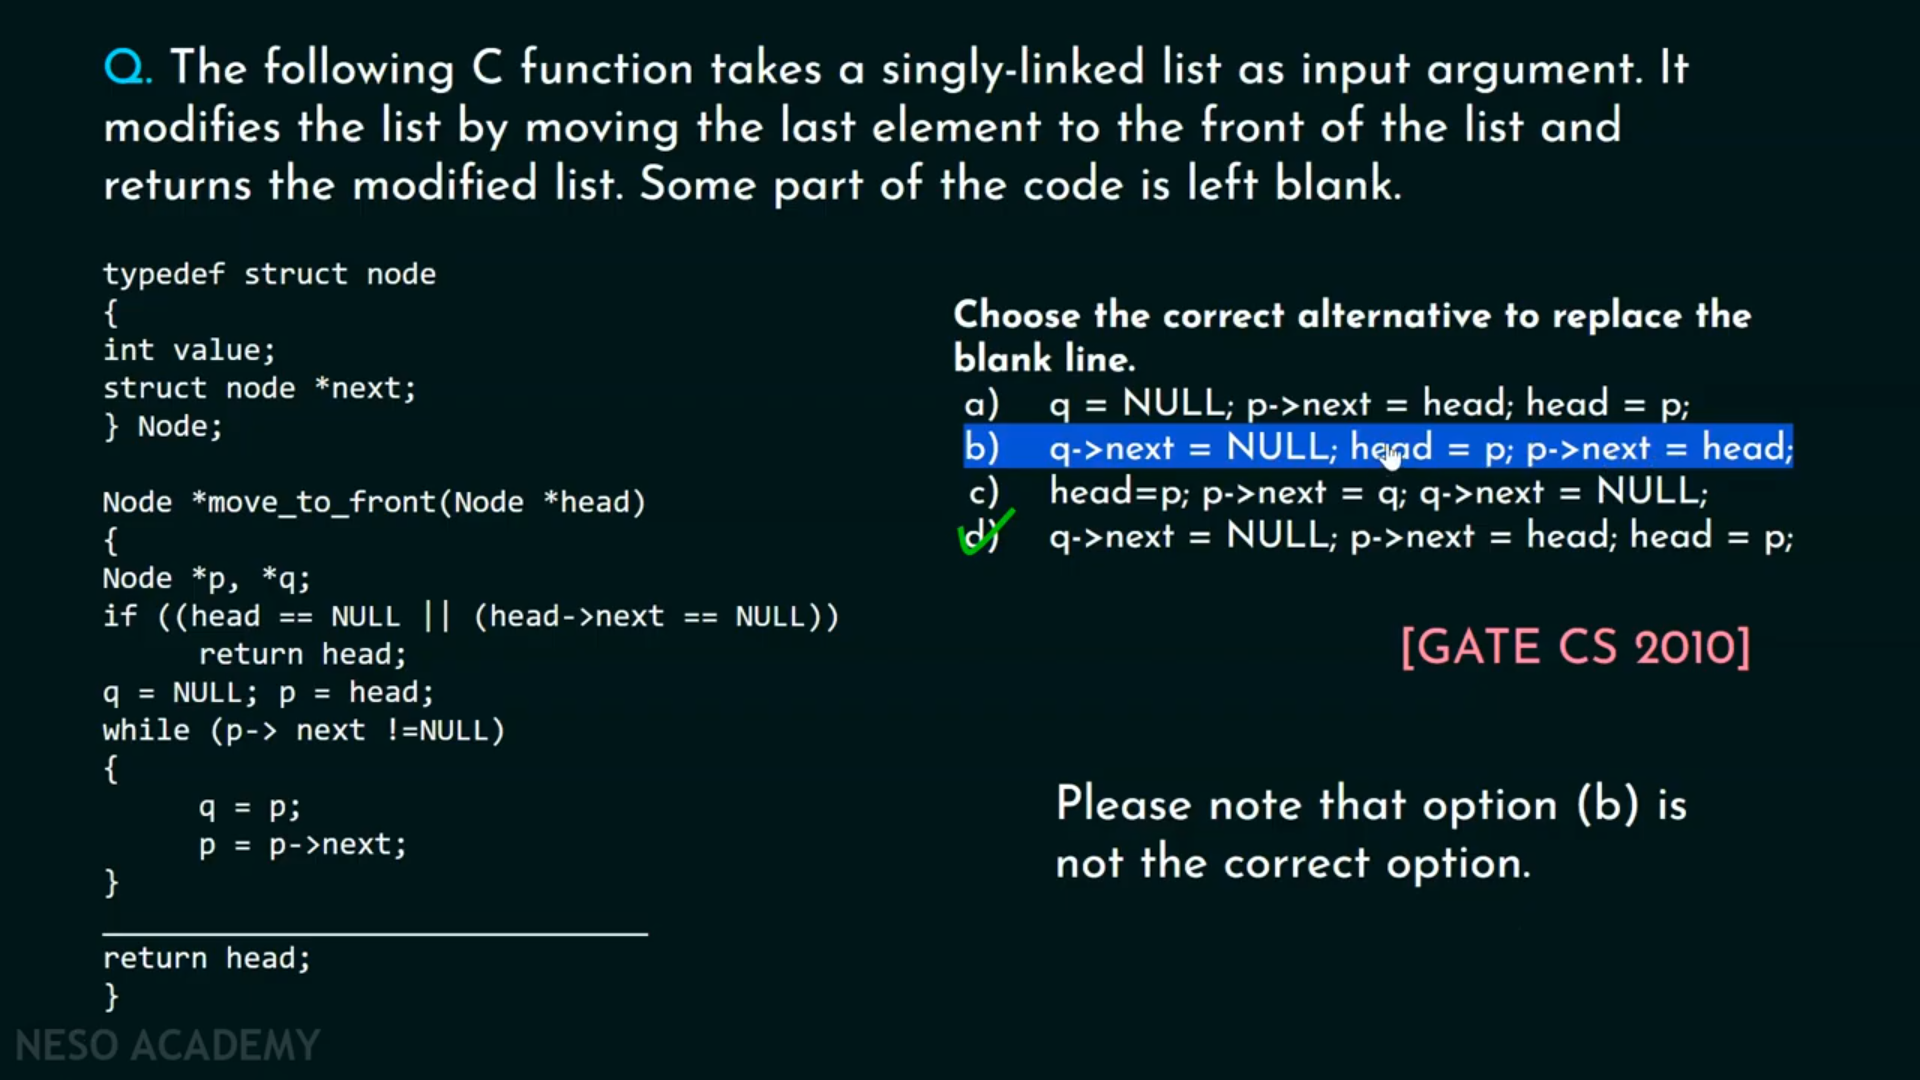 Q. The following C function takes a singly-linked list as input argument. It
modifies the list by moving the last element to the front of the list and
returns the modified list. Some part of the code is left blank.
typedef struct node
{
int value;
struct node *next;
} Node;
Node *move_to_front(Node *head)
{
Node *p, *q;
if ((head == NULL || (head->next == NULL))
return head;
q = NULL; p = head;
while (p-> next !=NULL)
{
q = p;
p = p->next;
}
return head;
}
Choose the correct alternative to replace the
blank line.
a) q = NULL; p->next = head; head = p;
b) q->next = NULL; head = p; p->next = head;
c) head=p; p->next = q; q->next = NULL;
d) q->next = NULL; p->next = head; head = p;
[GATE CS 2010]
Please note that option (b) is
not the correct option.
NESO ACADEMY